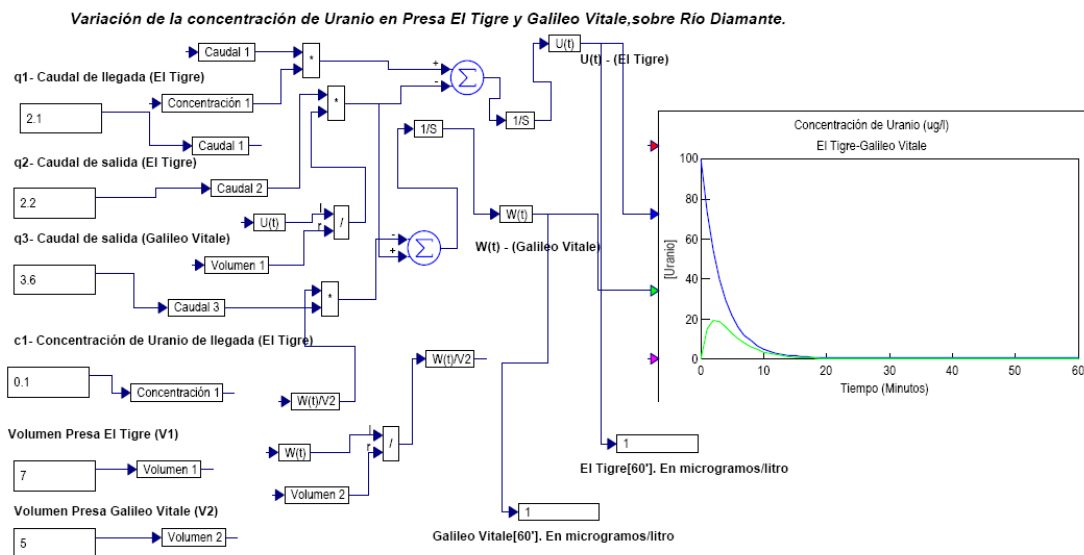 Variación de la concentración de Uranio en Presa El Tigre y Galileo Vitale,sobre Río Diamante.
Caudal 1
*
U(t)
U(t) - (El Tigre)
q1- Caudal de llegada (El Tigre)
+
-
Σ
Concentración 1
*
2.1
Caudal 1
1/S
1/S
q2- Caudal de salida (El Tigre)
2.2
Caudal 2
U(t)
l
r
/
W(t)
W(t) - (Galileo Vitale)
q3- Caudal de salida (Galileo Vitale)
-
+
Σ
Volumen 1
3.6
Caudal 3
*
c1- Concentración de Uranio de llegada (El Tigre)
W(t)/V2
0.1
Concentración 1
W(t)/V2
Volumen Presa El Tigre (V1)
W(t)
l
r
/
7
Volumen 1
Volumen 2
Volumen Presa Galileo Vitale (V2)
5
Volumen 2
Concentración de Uranio (ug/l)
El Tigre-Galileo Vitale
100
80
60
40
20
0
[Uranio]
0 10 20 30 40 50 60
Tiempo (Minutos)
1
El Tigre[60']. En microgramos/litro
1
Galileo Vitale[60']. En microgramos/litro